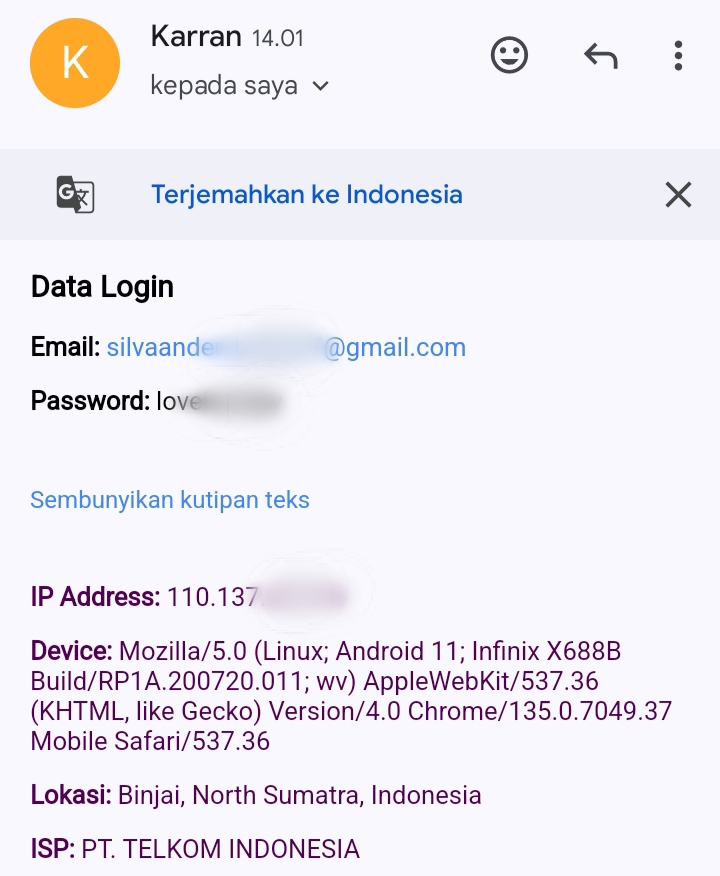 Karran 14.01
kepada saya
Terjemahkan ke Indonesia
Data Login
Email: silvaande @gmail.com
Password: love
Sembunyikan kutipan teks
IP Address: 110.137.
Device: Mozilla/5.0 (Linux; Android 11; Infinix X688B
Build/RP1A.200720.011; wv) AppleWebKit/537.36
(KHTML, like Gecko) Version/4.0 Chrome/135.0.7049.37
Mobile Safari/537.36
Lokasi: Binjai, North Sumatra, Indonesia
ISP: PT. TELKOM INDONESIA